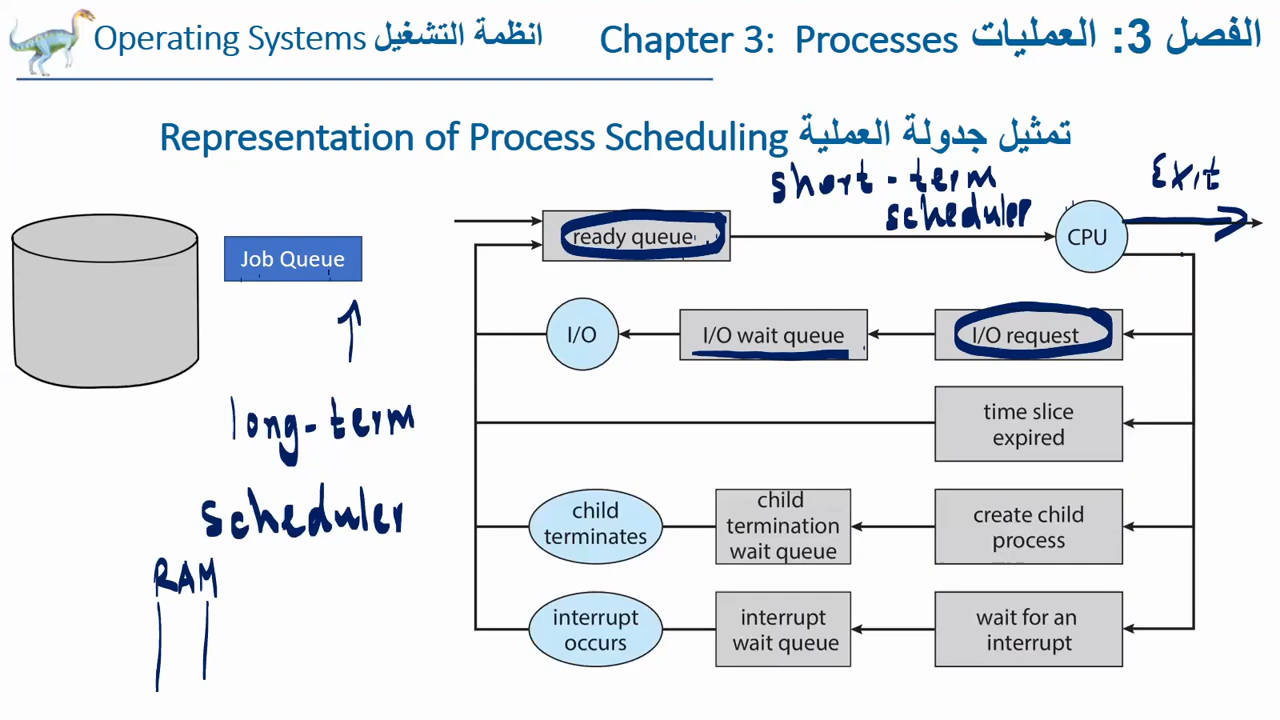 Operating Systems انظمة التشغيل
Chapter 3: Processes الفصل 3: العمليات
Representation of Process Scheduling تمثيل جدولة العملية
short-term
scheduler
Exit
Job Queue
ready queue
CPU
I/O
I/O wait queue
I/O request
long-term
scheduler
time slice
expired
child
terminates
child
termination
wait queue
create child
process
RAM
interrupt
occurs
interrupt
wait queue
wait for an
interrupt